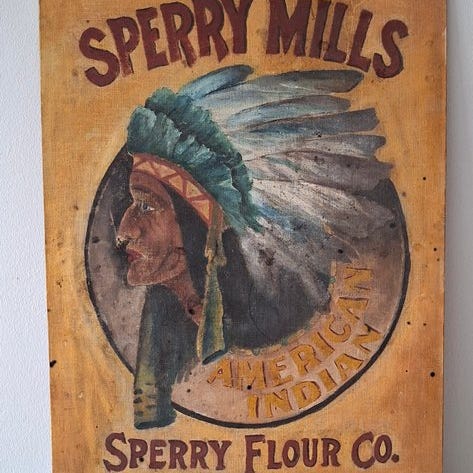 SPERRY MILLS
AMERICAN
INDIAN
SPERRY FLOUR CO.